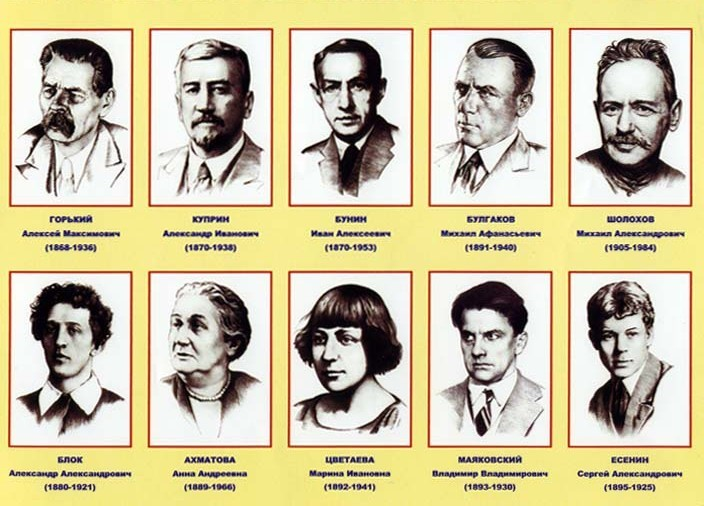 ГОРЬКИЙ
Алексей Максимович
(1868-1936)
КУПРИН
Александр Иванович
(1870-1938)
БУНИН
Иван Алексеевич
(1870-1953)
БУЛГАКОВ
Михаил Афанасьевич
(1891-1940)
ШОЛОХОВ
Михаил Александрович
(1905-1984)
БЛОК
Александр Александрович
(1880-1921)
АХМАТОВА
Анна Андреевна
(1889-1966)
ЦВЕТАЕВА
Марина Ивановна
(1892-1941)
МАЯКОВСКИЙ
Владимир Владимирович
(1893-1930)
ЕСЕНИН
Сергей Александрович
(1895-1925)